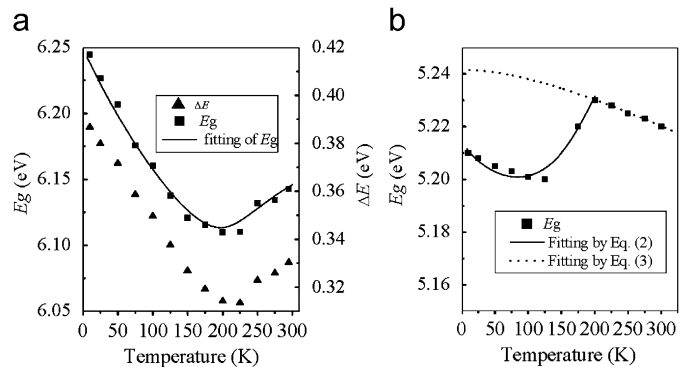 a
6.25
6.20
6.15
6.10
6.05
Eg (eV)
0 50 100 150 200 250 300
Temperature (K)
0.42
0.40
0.38
0.36
0.34
0.32
ΔE (eV)
ΔE
Eg
fitting of Eg
b
5.24
5.22
5.20
5.18
5.16
Eg (eV)
0 50 100 150 200 250 300
Temperature (K)
Eg
Fitting by Eq. (2)
Fitting by Eq. (3)